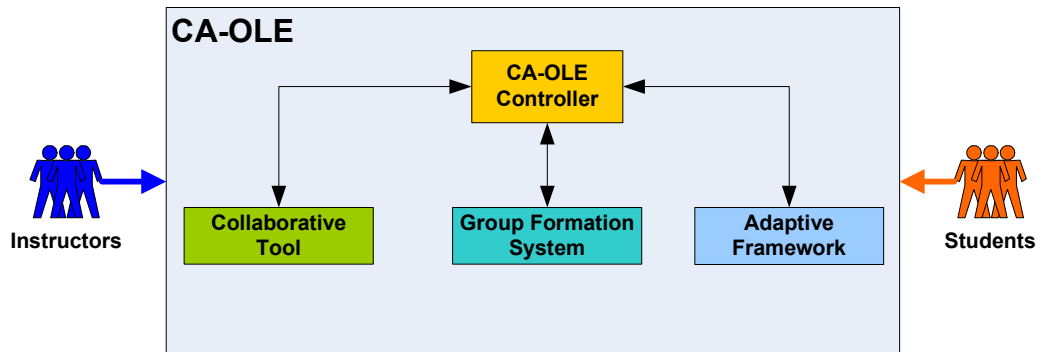 CA-OLE
CA-OLE
Controller
Collaborative
Tool
Group Formation
System
Adaptive
Framework
Instructors
Students